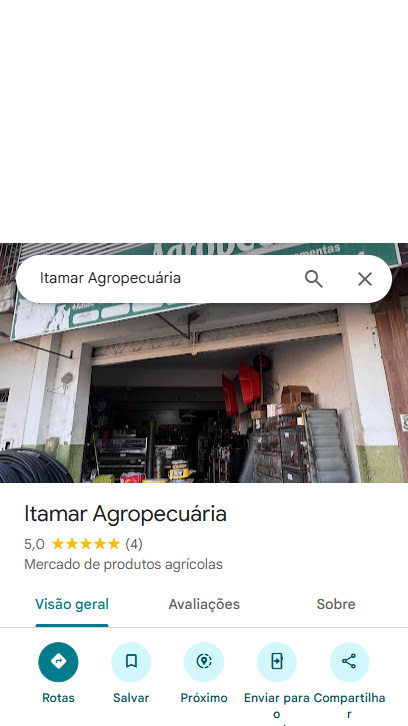 Agropec
Itamar Agropecuária
Itamar Agropecuária
5,0 (4)
Mercado de produtos agrícolas
Visão geral
Avaliações
Sobre
Rotas
Salvar
Próximo
Enviar para o
Compartilhar